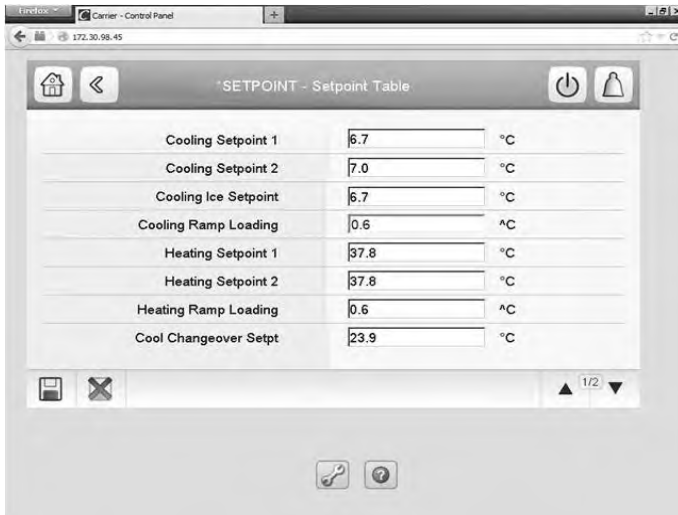 Firefox
Carrier - Control Panel
+
172.30.98.45
*SETPOINT - Setpoint Table
Cooling Setpoint 1 6.7 °C
Cooling Setpoint 2 7.0 °C
Cooling Ice Setpoint 6.7 °C
Cooling Ramp Loading 0.6 ^C
Heating Setpoint 1 37.8 °C
Heating Setpoint 2 37.8 °C
Heating Ramp Loading 0.6 ^C
Cool Changeover Setpt 23.9 °C
1/2